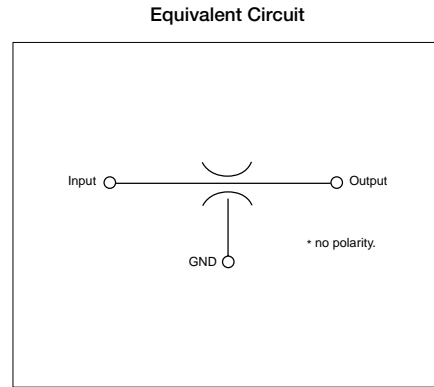 Equivalent Circuit
Input
Output
* no polarity.
GND